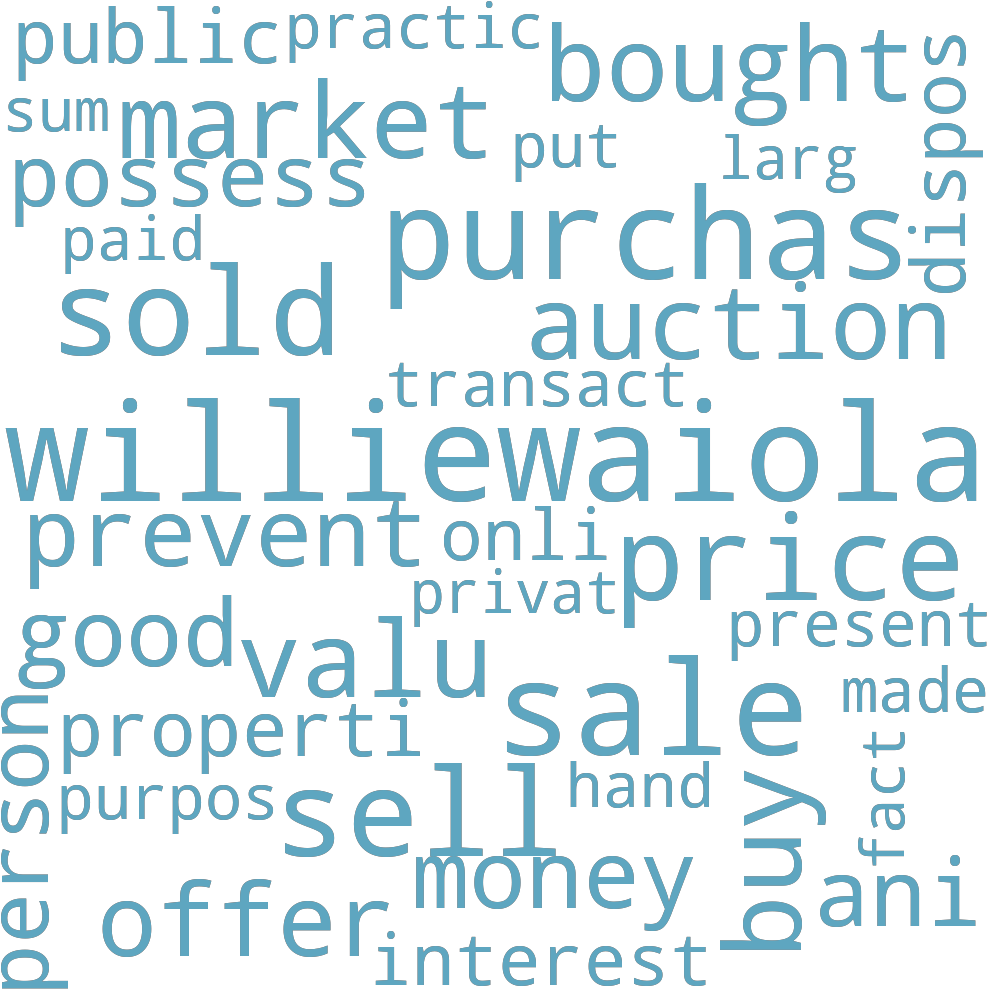 public
practic
bought
dispos
sum
market
put
larg
possess
paid
purchas
sold
auction
transact
williewaiola
prevent
onli
price
privat
present
good
valu
sale
made
person
properti
fact
purpos
sell
hand
buy
money
ani
offer
interest